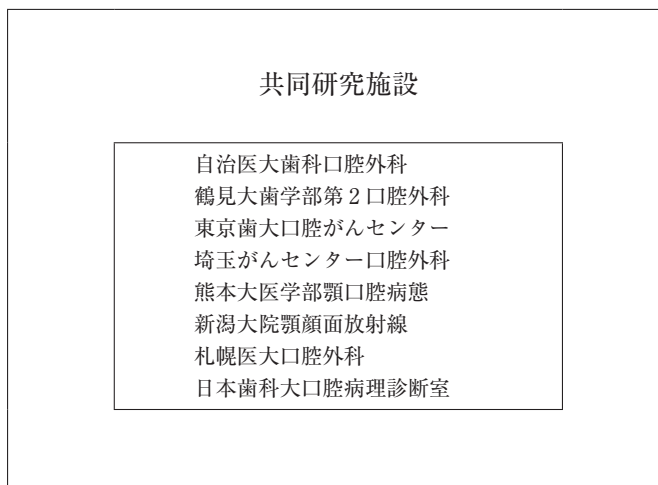 共同研究施設
自治医大歯科口腔外科
鶴見大歯学部第２口腔外科
東京歯大口腔がんセンター
埼玉がんセンター口腔外科
熊本大医学部顎口腔病態
新潟大院顎顔面放射線
札幌医大口腔外科
日本歯科大口腔病理診断室